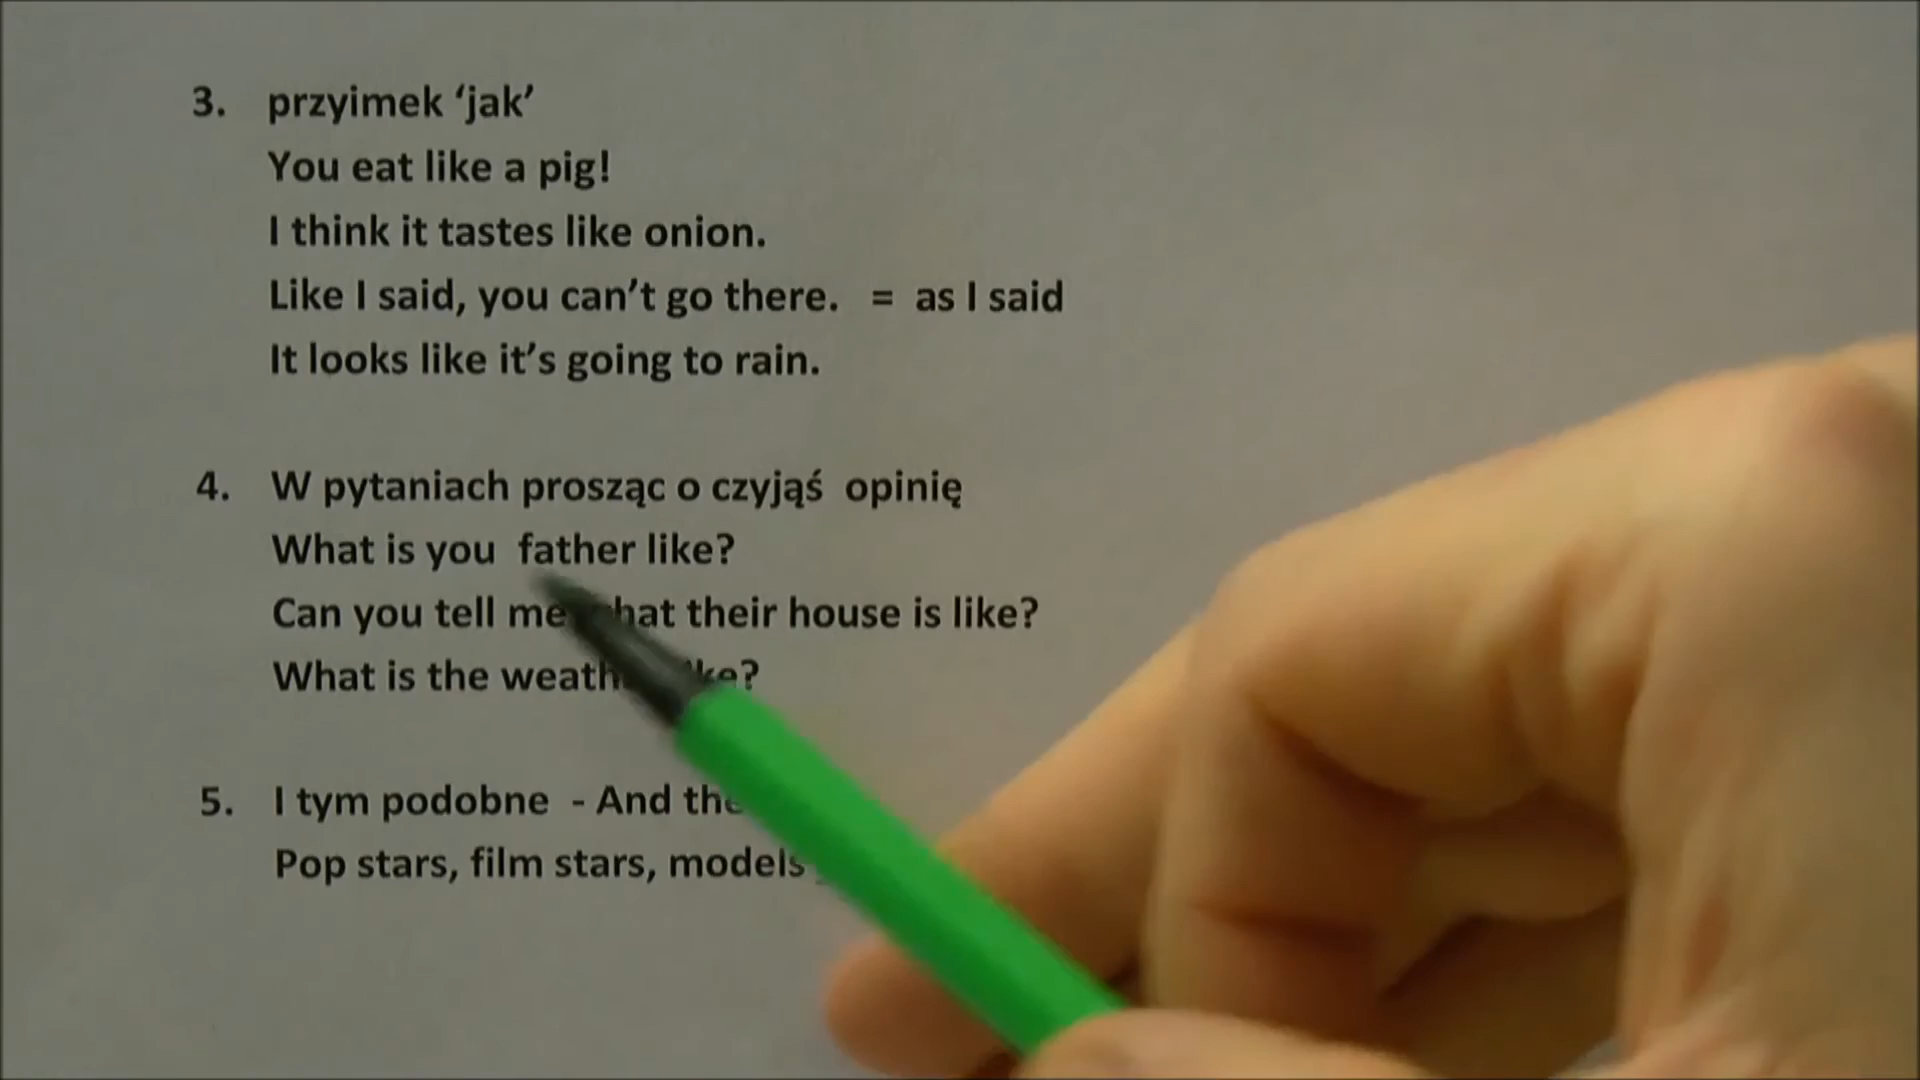 3. przyimek ‘jak’
You eat like a pig!
I think it tastes like onion.
Like I said, you can’t go there. = as I said
It looks like it’s going to rain.
4. W pytaniach prosząc o czyjąś opinię
What is you father like?
Can you tell me their house is like?
What is the
5. I tym podobne - And
Pop stars, film stars, models